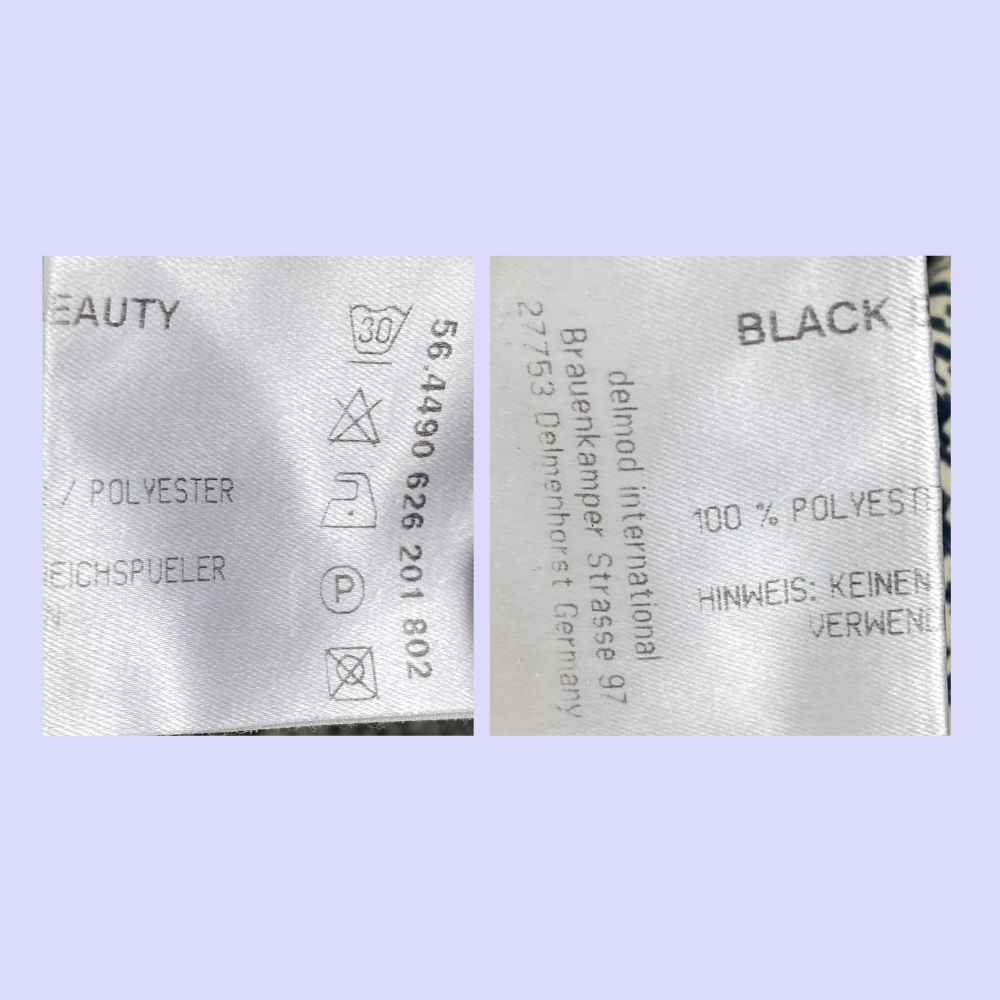 EAUTY
/ POLYESTER
EICHSPUELER
30
P
56.4490 626 201 802
BLACK
100 % POLYEST
HINWEIS: KEINEN
VERWEN
delmod international
Brauenkamper Strasse 97
27753 Delmenhorst Germany